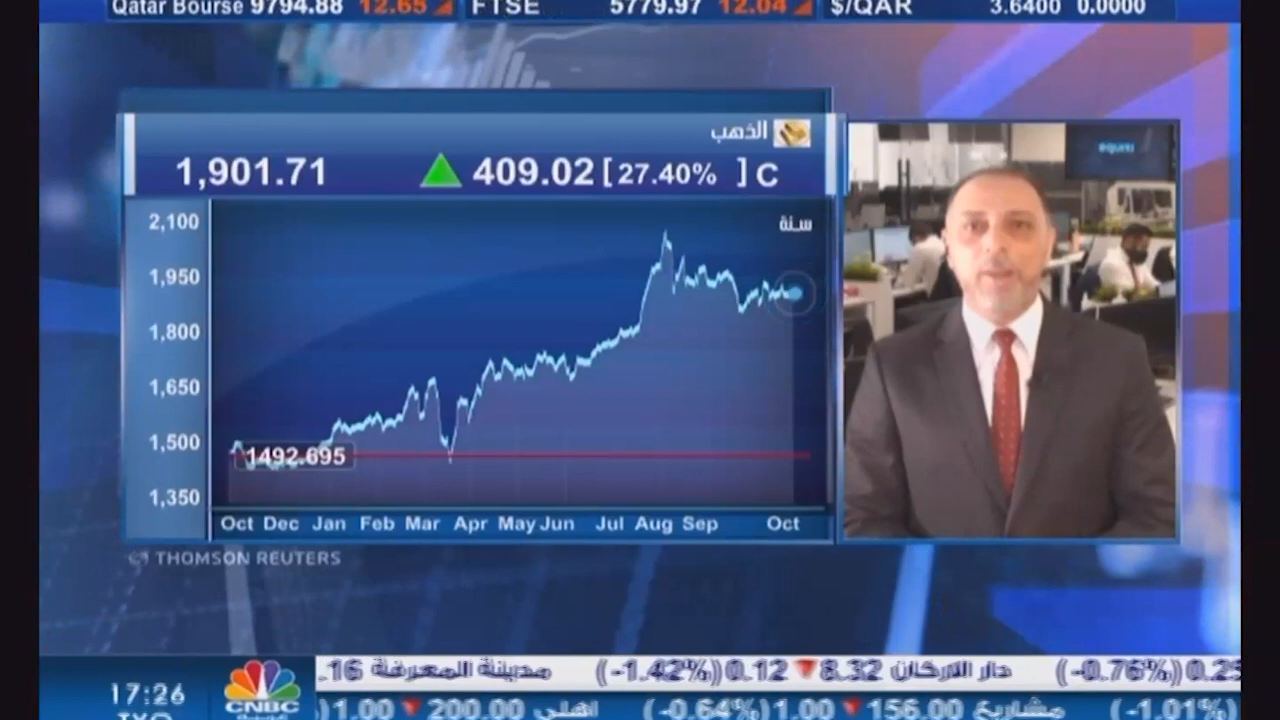 Qatar Bourse 9794.88 12.65 FTSE 5779.97 12.04 $/QAR 3.6400 0.0000
الذهب
1,901.71 409.02 [ 27.40% ] C
سنة
2,100
1,950
1,800
1,650
1,500
1,350
1492.695
Oct Dec Jan Feb Mar Apr May Jun Jul Aug Sep Oct
THOMSON REUTERS
equiti
.16 مدينة المعرفة (-1.42%) 0.12 8.32 دار الاركان (-0.76%)
17:26
CNBC
عربية
1.00 200.00 اهلي (-0.64%) 1.00 156.00 مشاريع (-1.01%)